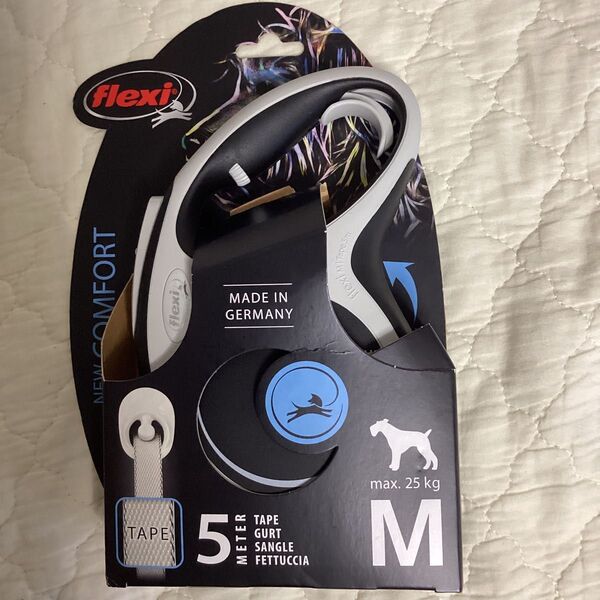 flexi
NEW COMFORT
flexi
MADE IN
GERMANY
max. 25 kg
M
TAPE
5
METER
TAPE
GURT
SANGLE
FETTUCCIA